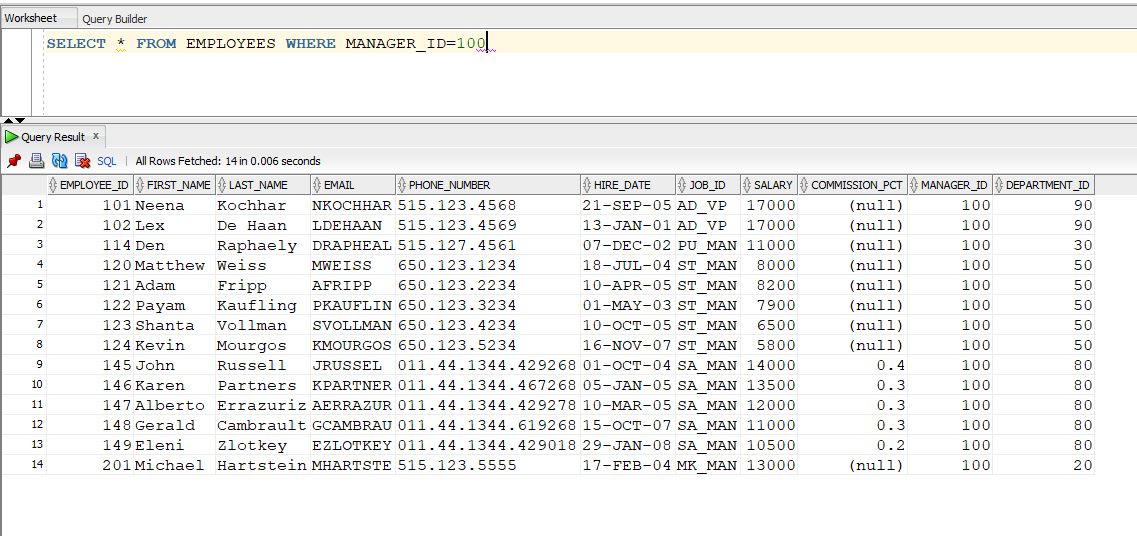 Worksheet Query Builder
SELECT * FROM EMPLOYEES WHERE MANAGER_ID=100
Query Result x
SQL | All Rows Fetched: 14 in 0.006 seconds
EMPLOYEE_ID FIRST_NAME LAST_NAME EMAIL PHONE_NUMBER HIRE_DATE JOB_ID SALARY COMMISSION_PCT MANAGER_ID DEPARTMENT_ID
1 101 Neena Kochhar NKOCHHAR 515.123.4568 21-SEP-05 AD_VP 17000 (null) 100 90
2 102 Lex De Haan LDEHAAN 515.123.4569 13-JAN-01 AD_VP 17000 (null) 100 90
3 114 Den Raphaely DRAPHEAL 515.127.4561 07-DEC-02 PU_MAN 11000 (null) 100 30
4 120 Matthew Weiss MWEISS 650.123.1234 18-JUL-04 ST_MAN 8000 (null) 100 50
5 121 Adam Fripp AFRIPP 650.123.2234 10-APR-05 ST_MAN 8200 (null) 100 50
6 122 Payam Kaufling PKAUFLIN 650.123.3234 01-MAY-03 ST_MAN 7900 (null) 100 50
7 123 Shanta Vollman SVOLLMAN 650.123.4234 10-OCT-05 ST_MAN 6500 (null) 100 50
8 124 Kevin Mourgos KMOURGOS 650.123.5234 16-NOV-07 ST_MAN 5800 (null) 100 50
9 145 John Russell JRUSSEL 011.44.1344.429268 01-OCT-04 SA_MAN 14000 0.4 100 80
10 146 Karen Partners KPARTNER 011.44.1344.467268 05-JAN-05 SA_MAN 13500 0.3 100 80
11 147 Alberto Errazuriz AERRAZUR 011.44.1344.429278 10-MAR-05 SA_MAN 12000 0.3 100 80
12 148 Gerald Cambrault GCAMBRAU 011.44.1344.619268 15-OCT-07 SA_MAN 11000 0.3 100 80
13 149 Eleni Zlotkey EZLOTKEY 011.44.1344.429018 29-JAN-08 SA_MAN 10500 0.2 100 80
14 201 Michael Hartstein MHARTSTE 515.123.5555 17-FEB-04 MK_MAN 13000 (null) 100 20